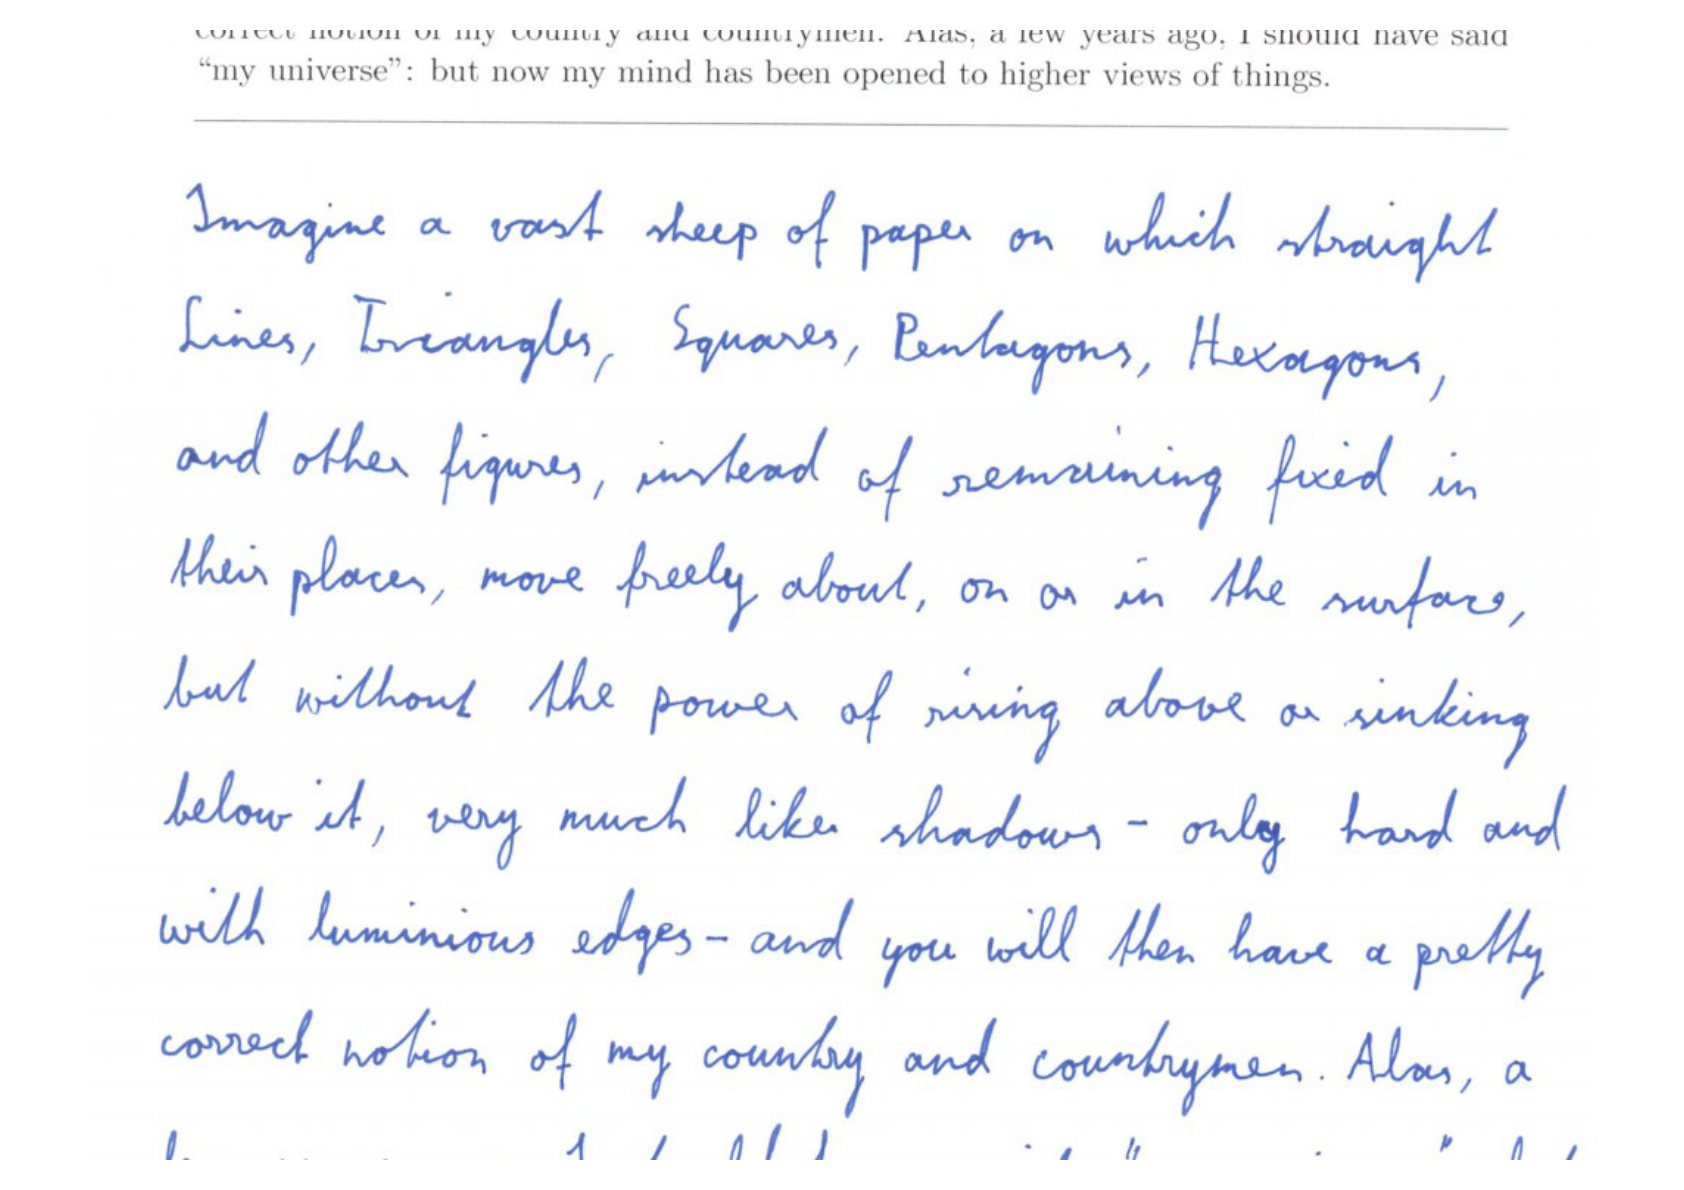 correct notion of my country and countrymen. Alas, a few years ago, I should have said
“my universe”: but now my mind has been opened to higher views of things.
Imagine a vast sheep of paper on which straight
Lines, Triangles, Squares, Pentagons, Hexagons,
and other figures, instead of remaining fixed in
their places, move freely about, on or in the surface,
but without the power of rising above or sinking
below it, very much like shadows - only hard and
with luminious edges - and you will then have a pretty
correct notion of my country and countrymen. Alas, a